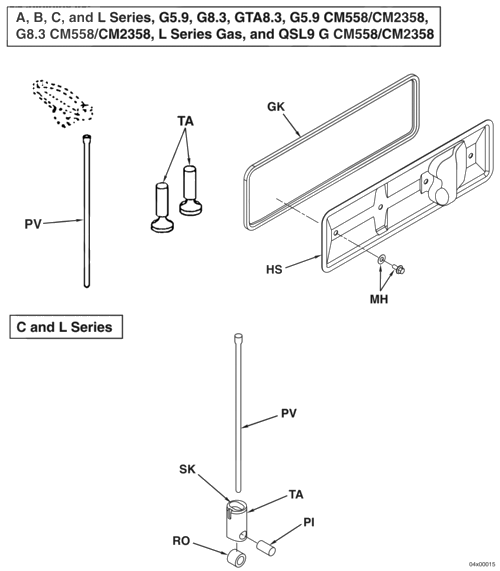 A, B, C, and L Series, G5.9, G8.3, GTA8.3, G5.9 CM558/CM2358,
G8.3 CM558/CM2358, L Series Gas, and QSL9 G CM558/CM2358
GK
TA
PV
HS
MH
C and L Series
PV
SK
TA
PI
RO
04x00015